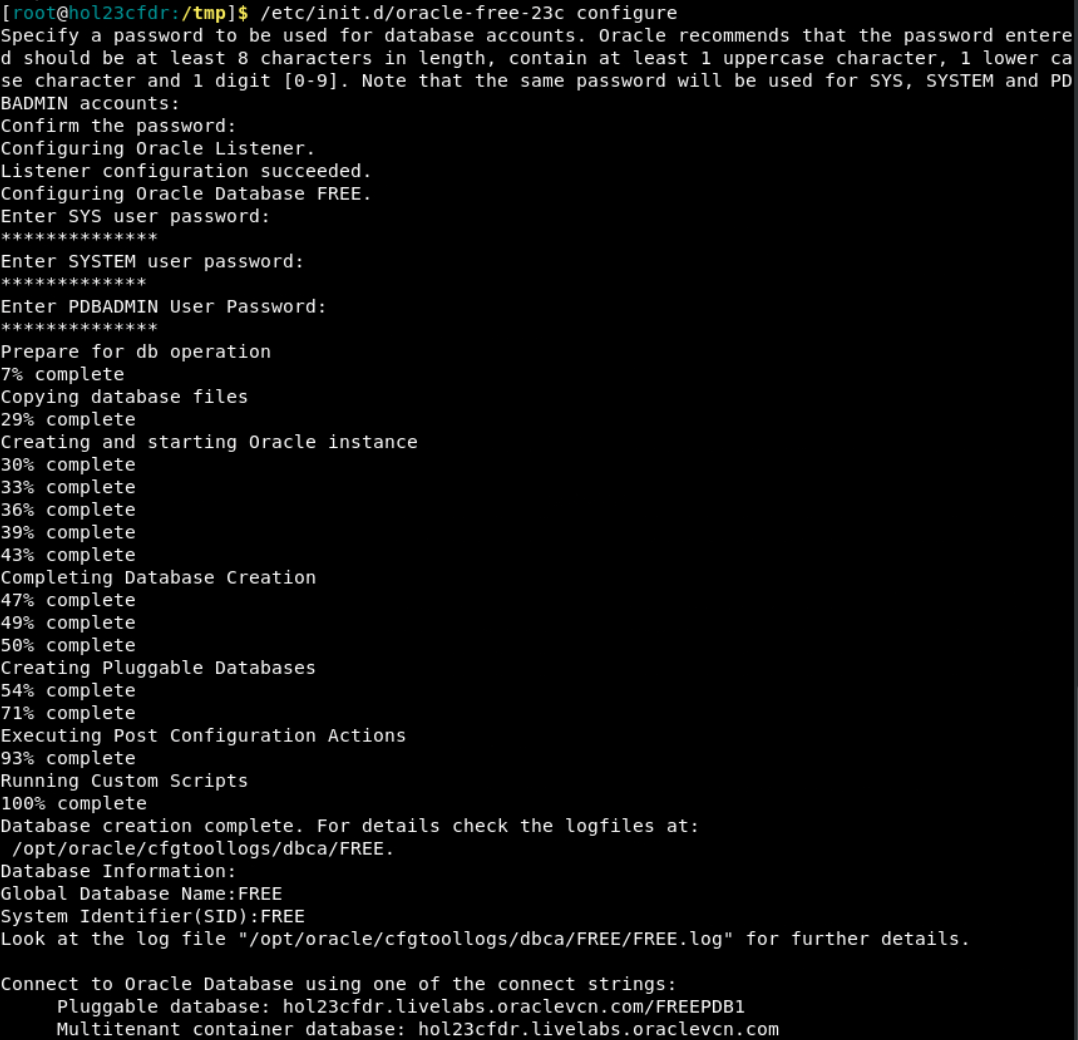 [root@hol23cfdr:/tmp]$ /etc/init.d/oracle-free-23c configure
Specify a password to be used for database accounts. Oracle recommends that the password entere
d should be at least 8 characters in length, contain at least 1 uppercase character, 1 lower ca
se character and 1 digit [0-9]. Note that the same password will be used for SYS, SYSTEM and PD
BADMIN accounts:
Confirm the password:
Configuring Oracle Listener.
Listener configuration succeeded.
Configuring Oracle Database FREE.
Enter SYS user password:
**************
Enter SYSTEM user password:
*************
Enter PDBADMIN User Password:
**************
Prepare for db operation
7% complete
Copying database files
29% complete
Creating and starting Oracle instance
30% complete
33% complete
36% complete
39% complete
43% complete
Completing Database Creation
47% complete
49% complete
50% complete
Creating Pluggable Databases
54% complete
71% complete
Executing Post Configuration Actions
93% complete
Running Custom Scripts
100% complete
Database creation complete. For details check the logfiles at:
 /opt/oracle/cfgtoollogs/dbca/FREE.
Database Information:
Global Database Name:FREE
System Identifier(SID):FREE
Look at the log file "/opt/oracle/cfgtoollogs/dbca/FREE/FREE.log" for further details.

Connect to Oracle Database using one of the connect strings:
     Pluggable database: hol23cfdr.livelabs.oraclevcn.com/FREEPDB1
     Multitenant container database: hol23cfdr.livelabs.oraclevcn.com